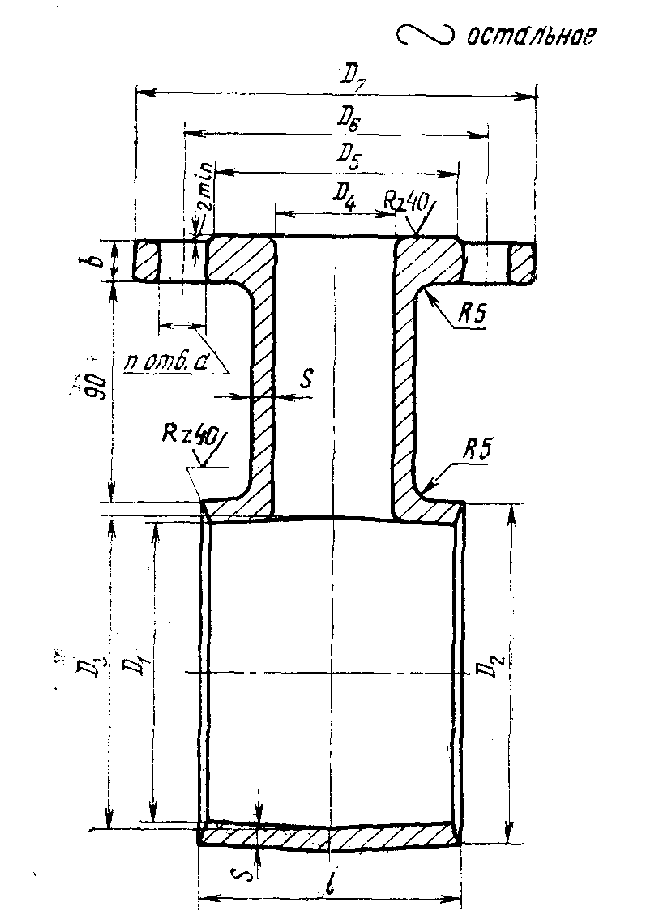 остальное
D7
D6
D5
2 min
D4
Rz40
b
R5
n отв. d
90
S
Rz40
R5
D3
D1
D2
S
l